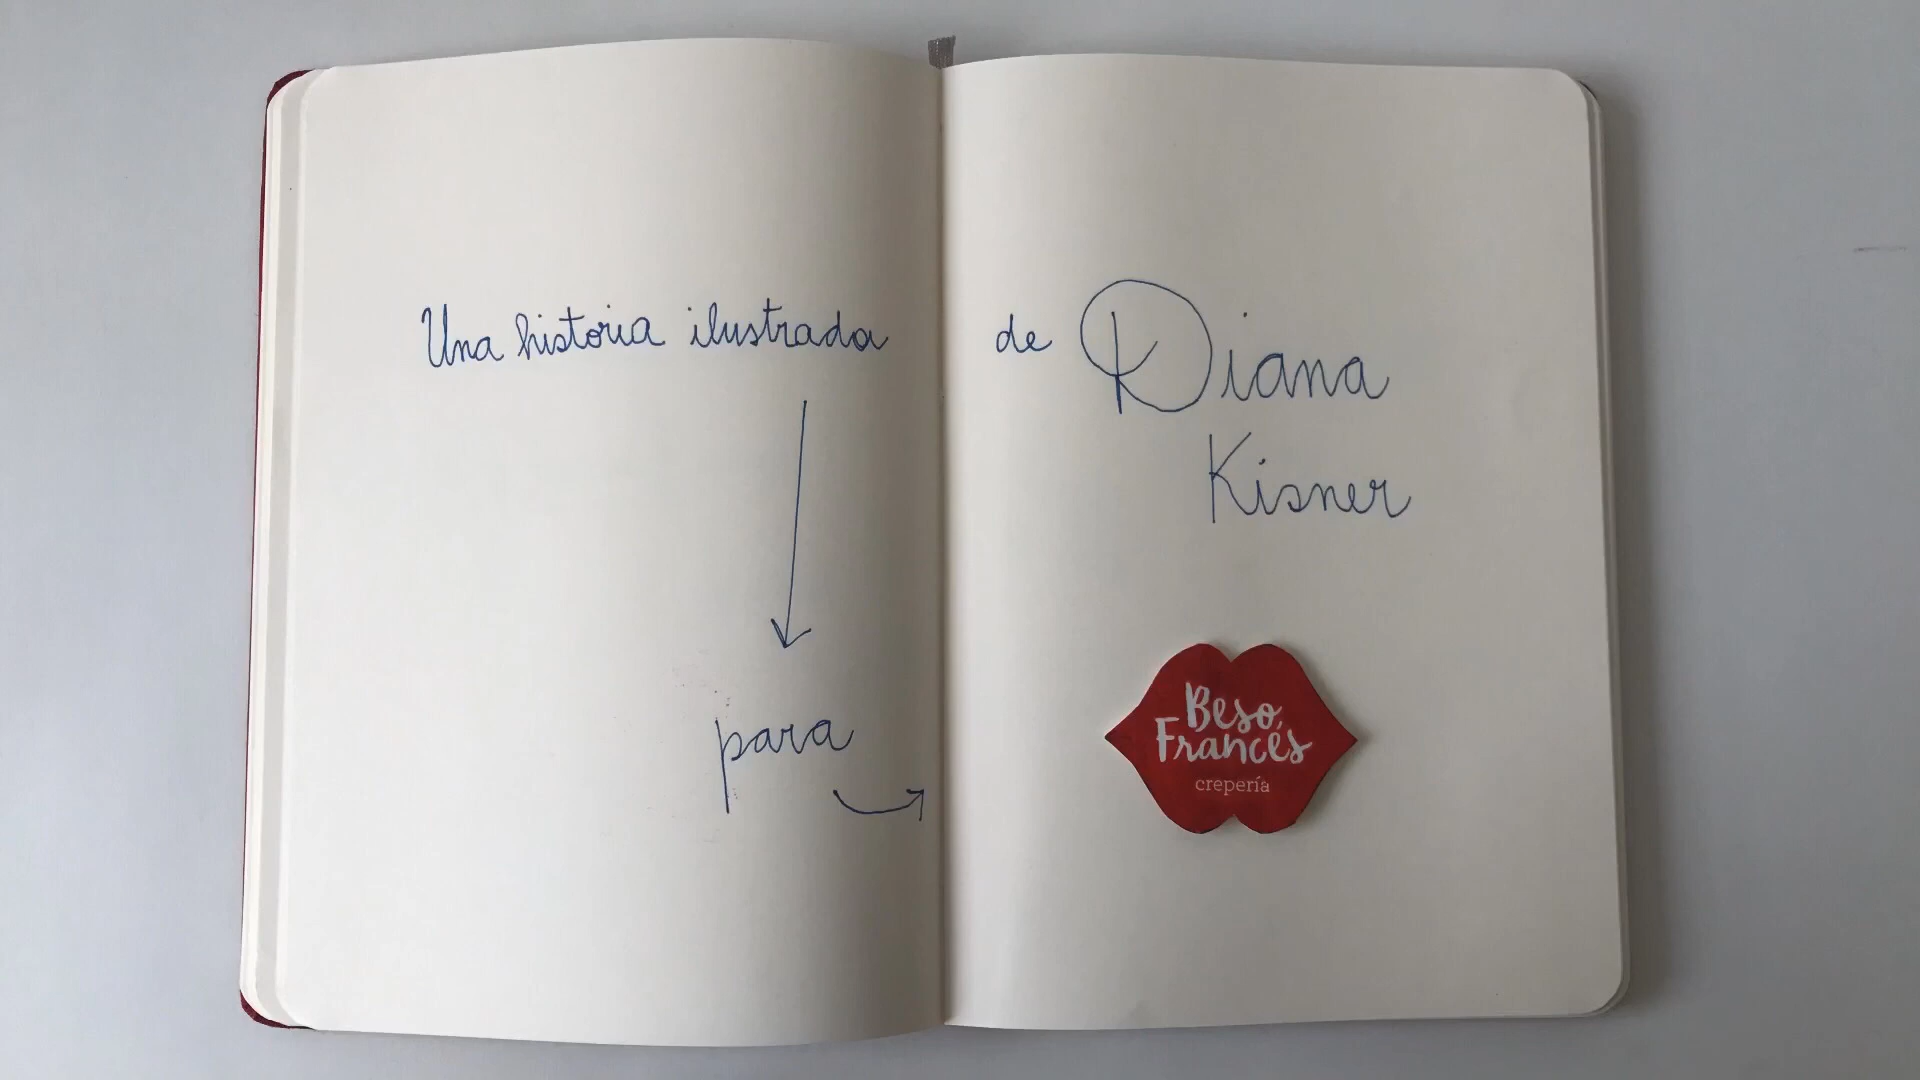 Una historia ilustrada de Diana
Kisner
para
Beso
Francés
crepería